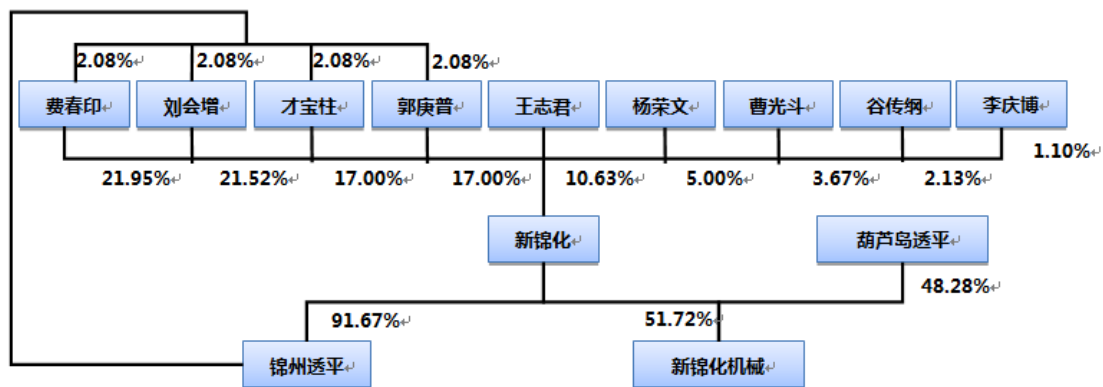 2.08% 2.08% 2.08% 2.08%
费春印 刘会增 才宝柱 郭庚普 王志君 杨荣文 曹光斗 谷传纲 李庆博
1.10%
21.95% 21.52% 17.00% 17.00% 10.63% 5.00% 3.67% 2.13%
新锦化 葫芦岛透平
48.28%
91.67% 51.72%
锦州透平 新锦化机械